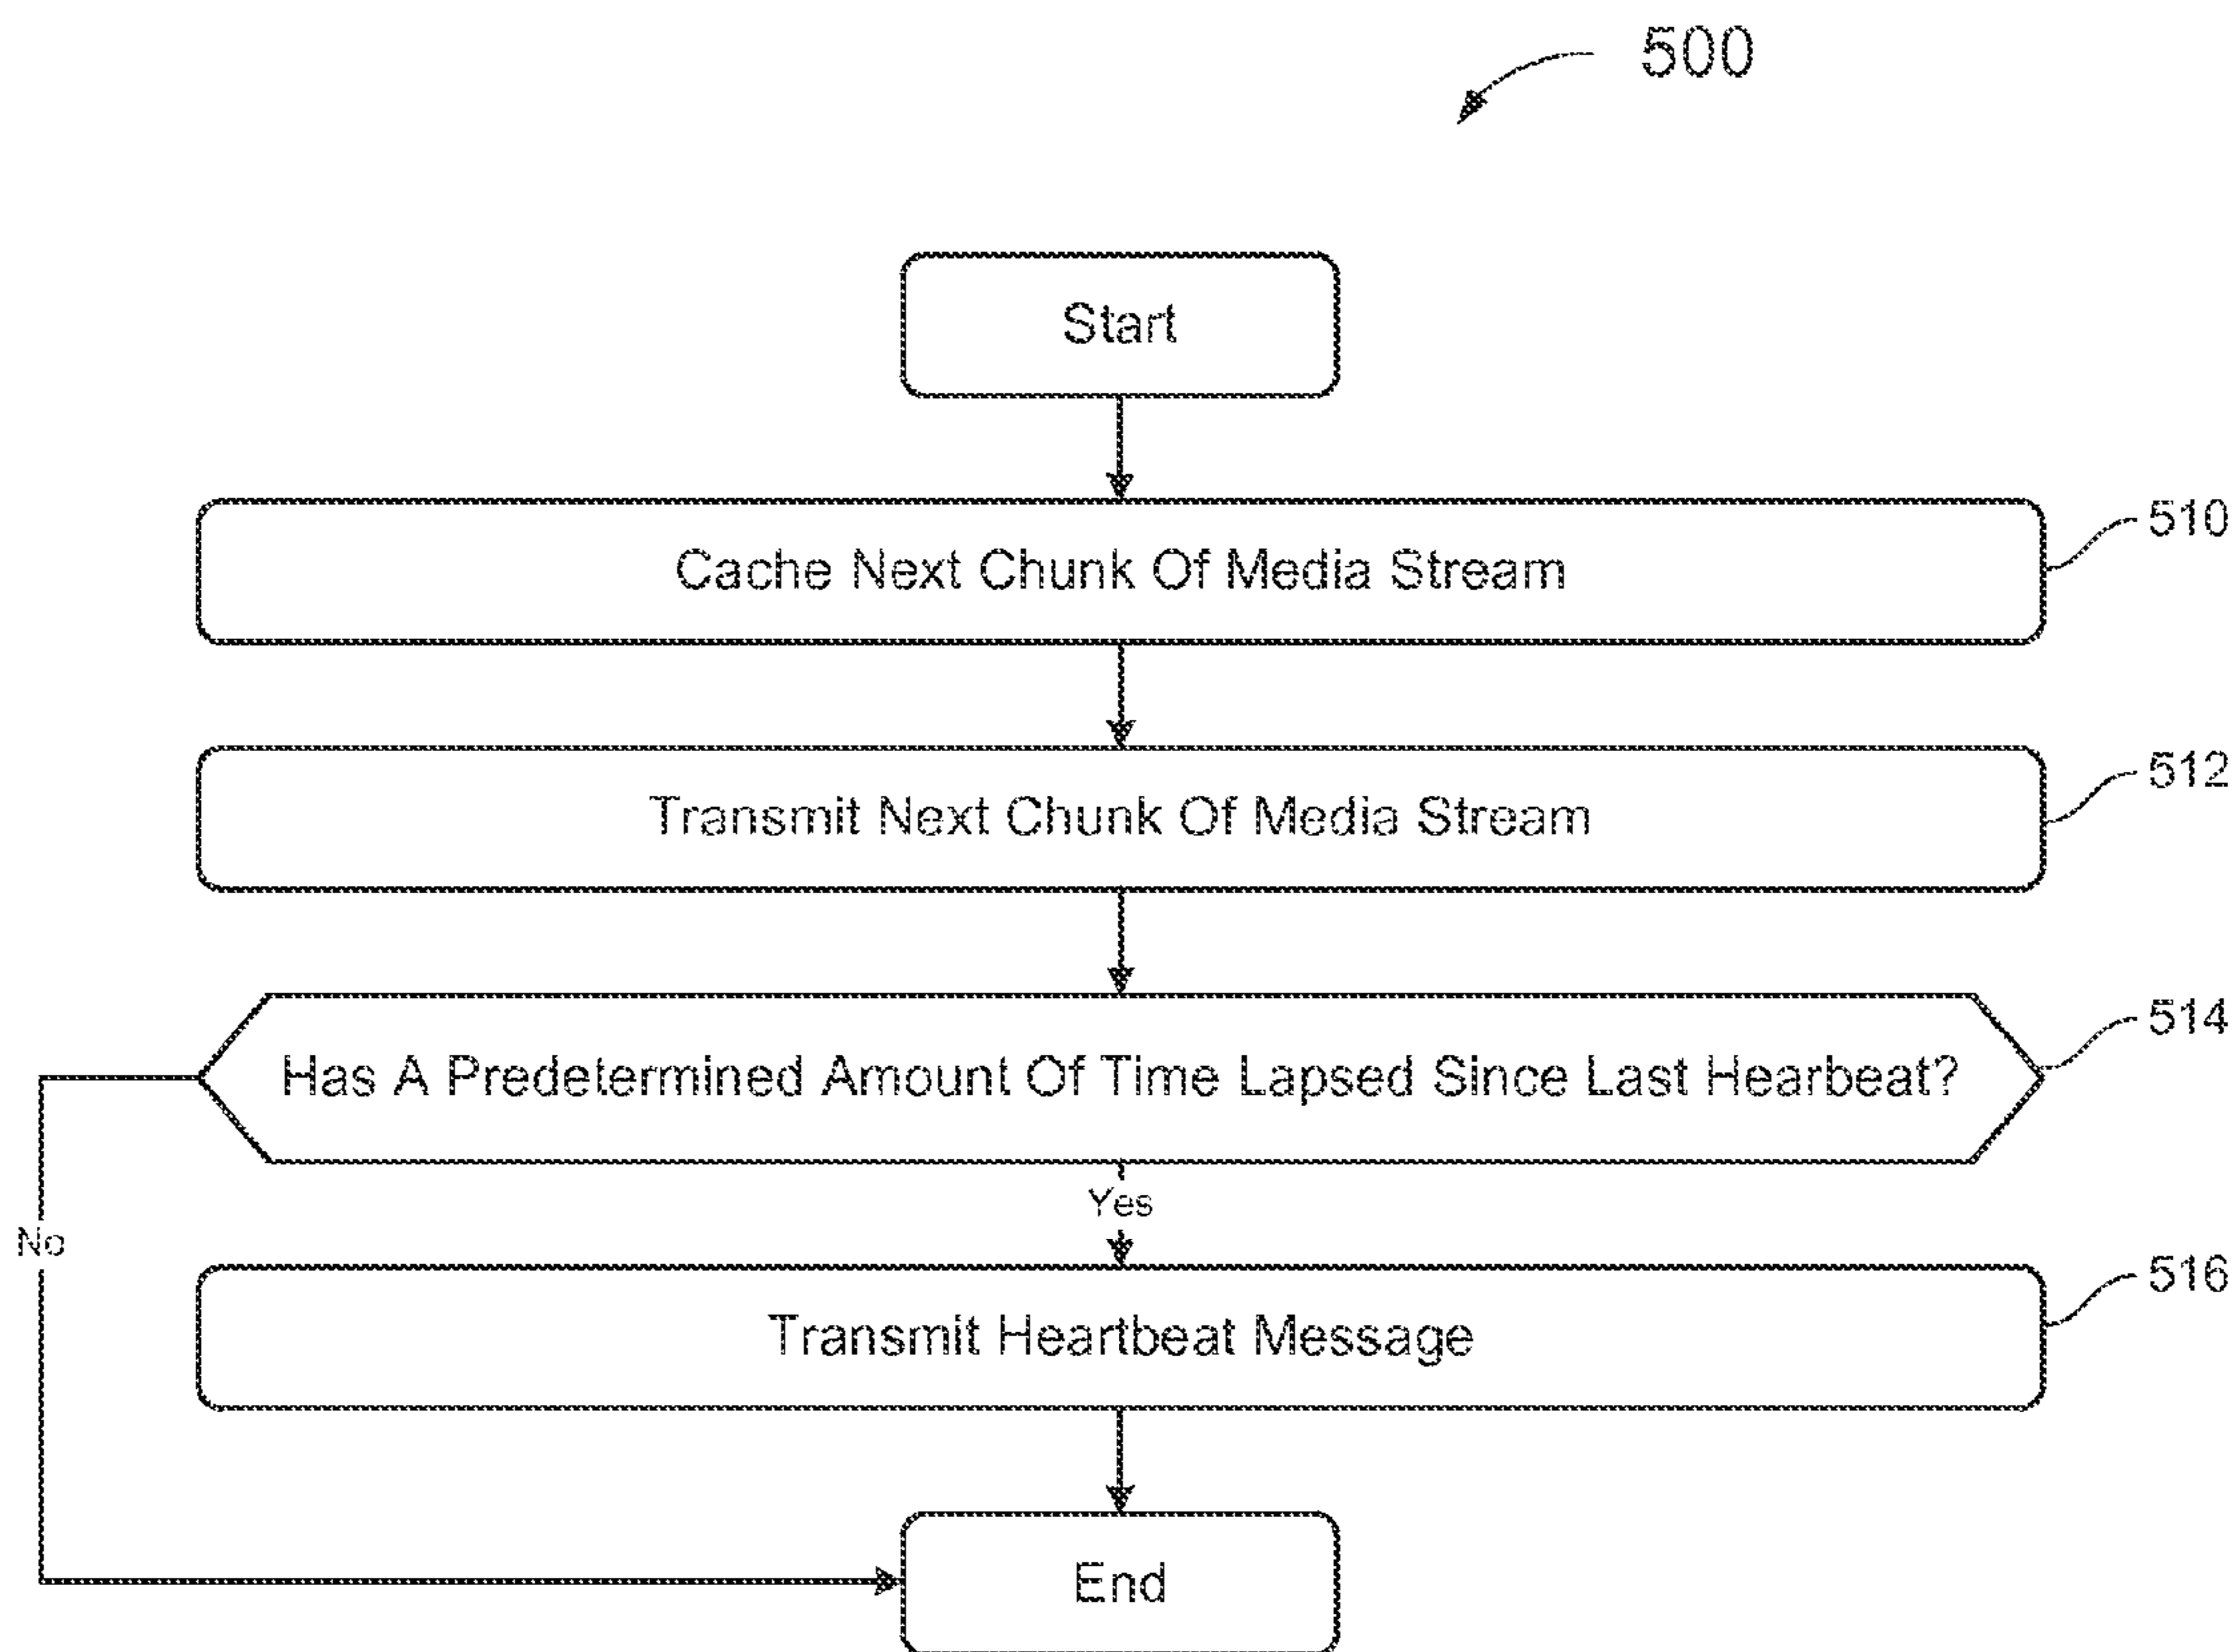 500
Start
Cache Next Chunk Of Media Stream
510
Transmit Next Chunk Of Media Stream
512
Has A Predetermined Amount Of Time Lapsed Since Last Hearbeat?
514
Yes
No
Transmit Heartbeat Message
516
End